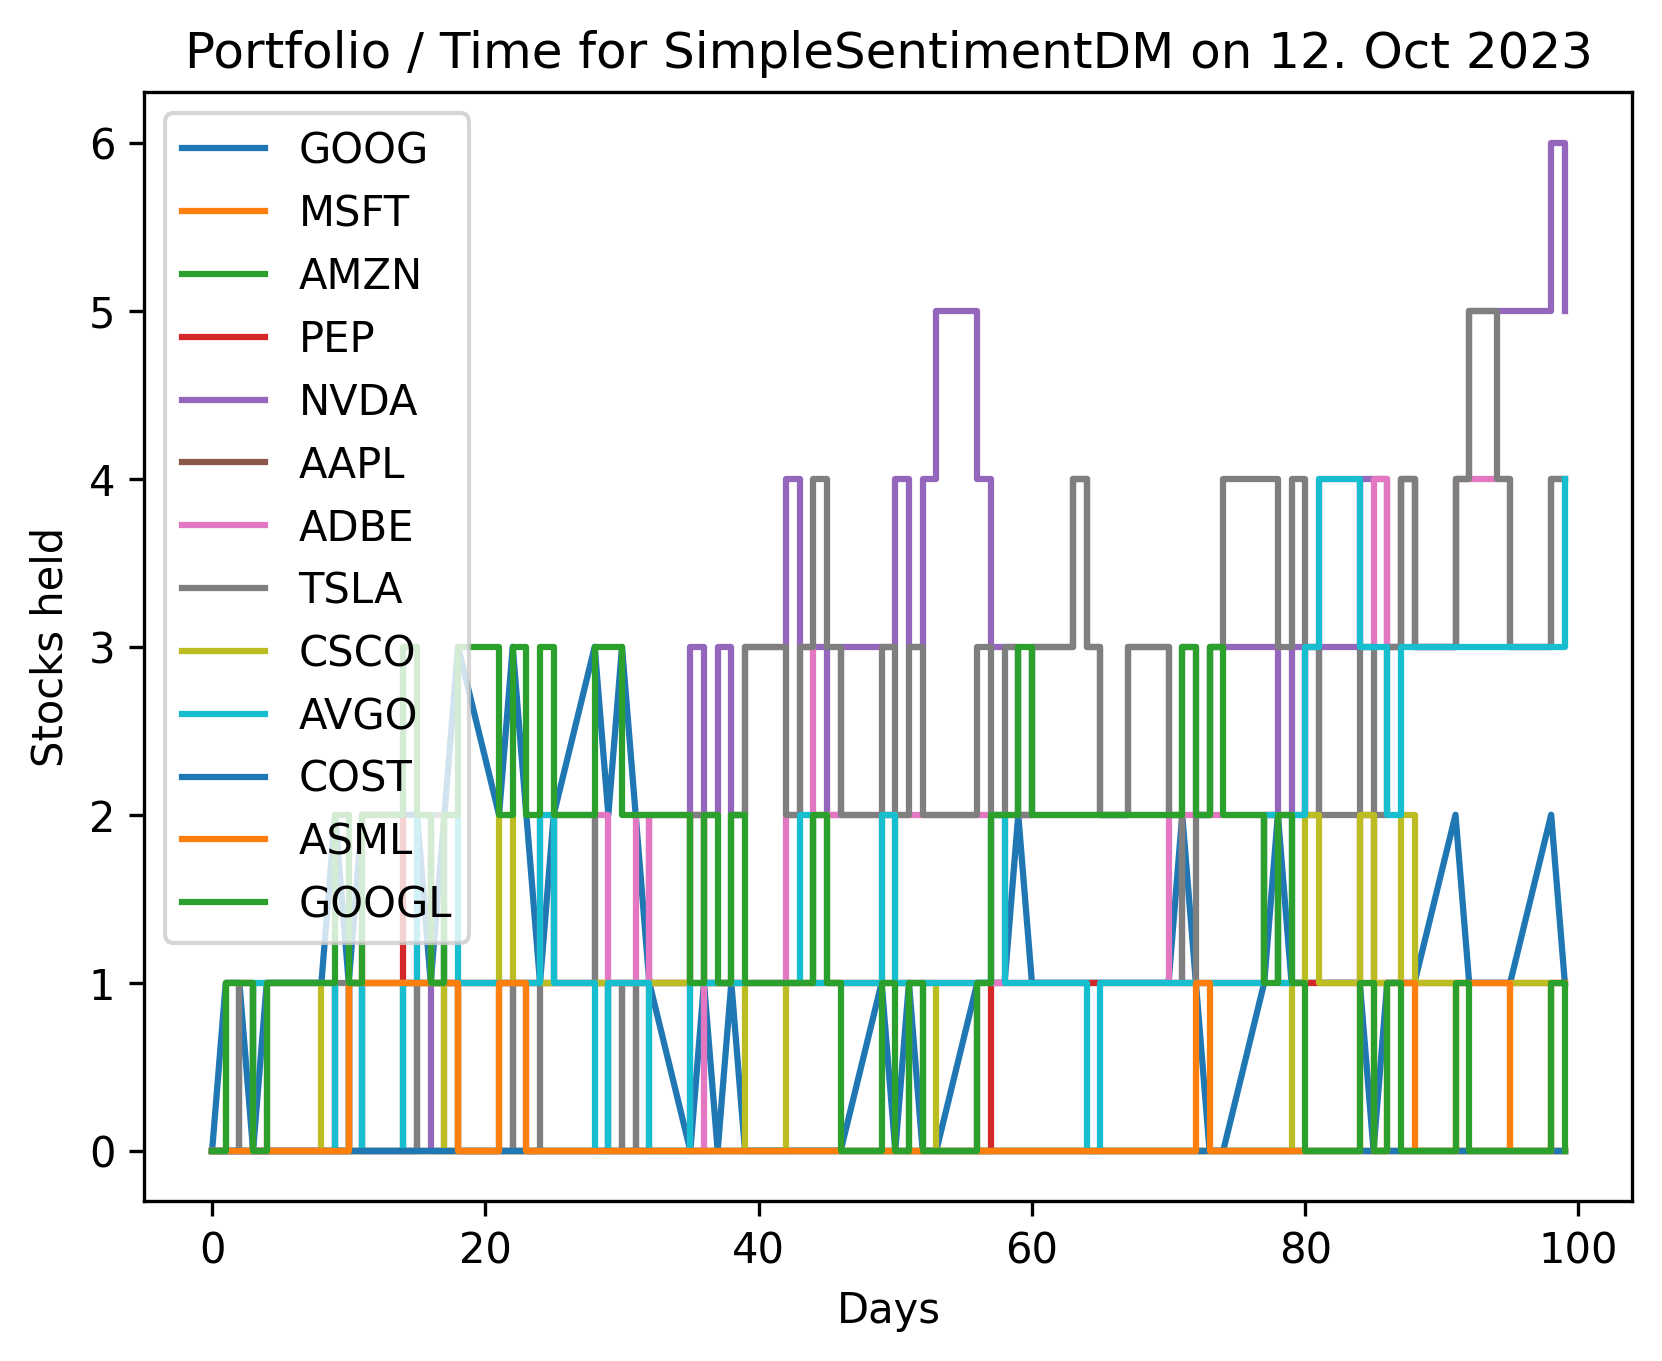 Portfolio / Time for SimpleSentimentDM on 12. Oct 2023
6
5
4
3
2
1
0
Stocks held
GOOG
MSFT
AMZN
PEP
NVDA
AAPL
ADBE
TSLA
CSCO
AVGO
COST
ASML
GOOGL
0 20 40 60 80 100
Days